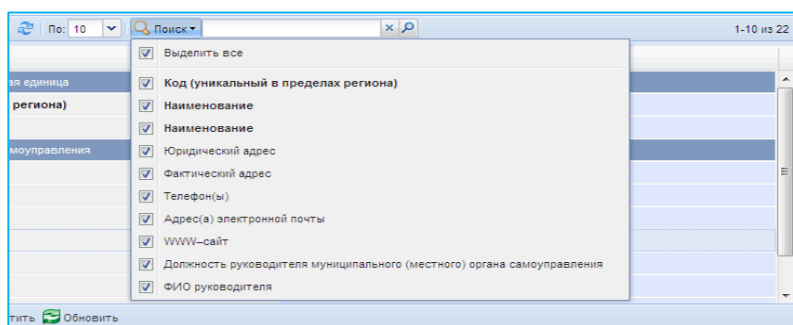 По: 10 Поиск 1-10 из 22
Выделить все
ая единица Код (уникальный в пределах региона)
региона) Наименование
Наименование
моуправления Юридический адрес
Фактический адрес
Телефон(ы)
Адрес(а) электронной почты
WWW–сайт
Должность руководителя муниципального (местного) органа самоуправления
ФИО руководителя
тить Обновить